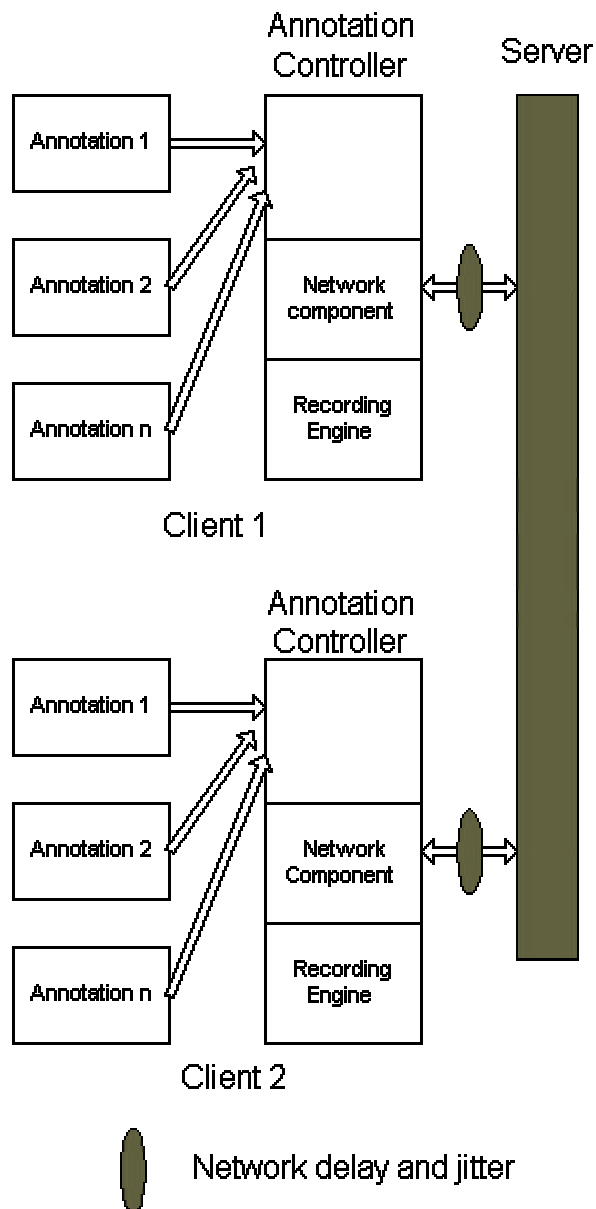 Annotation
Controller
Server
Annotation 1
Annotation 2
Network
component
Annotation n
Recording
Engine
Client 1
Annotation
Controller
Annotation 1
Annotation 2
Network
Component
Annotation n
Recording
Engine
Client 2
Network delay and jitter